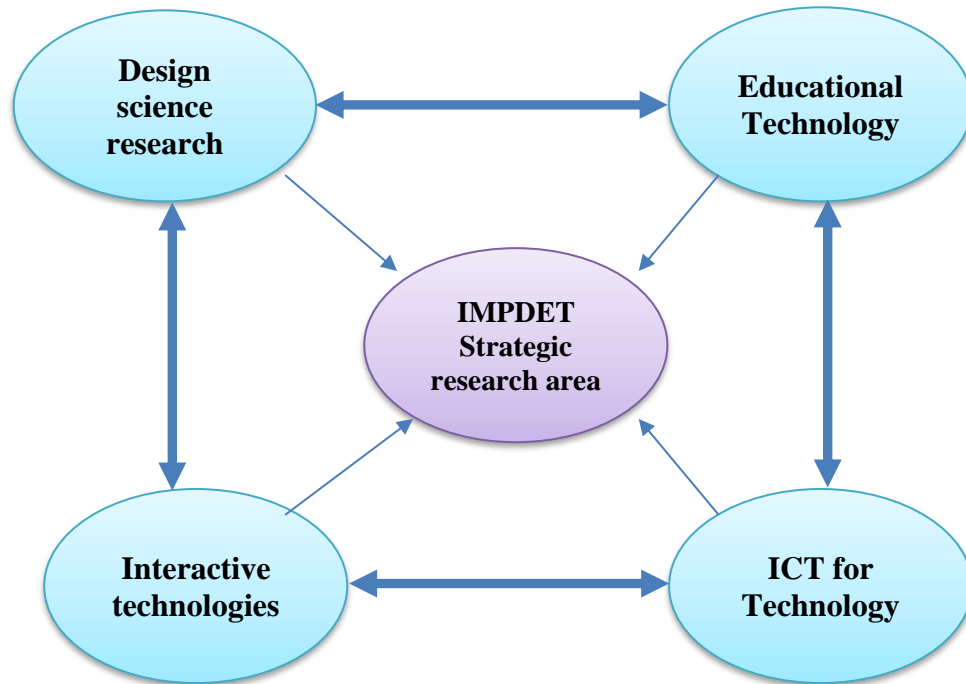 Design
science
research
Educational
Technology
IMPDET
Strategic
research area
Interactive
technologies
ICT for
Technology